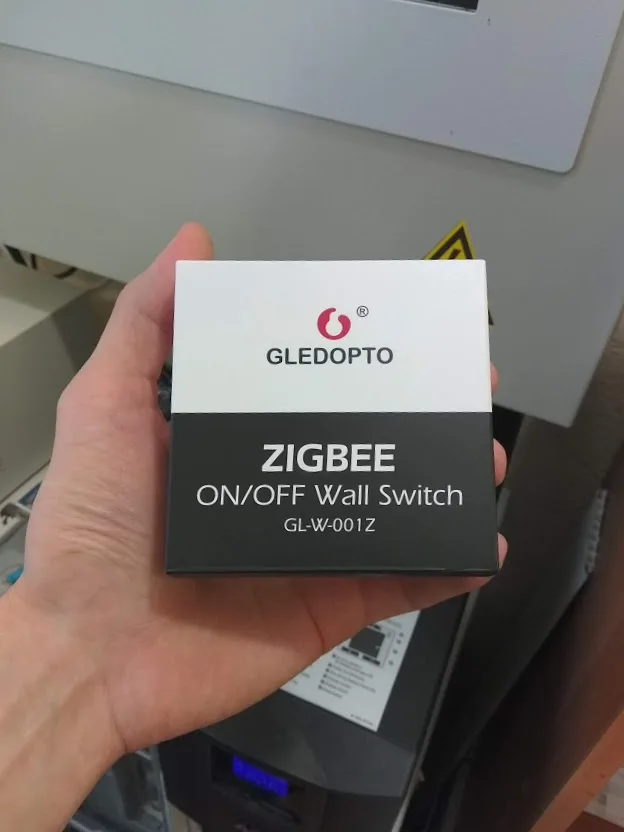 ®
GLEDOPTO
ZIGBEE
ON/OFF Wall Switch
GL-W-001Z